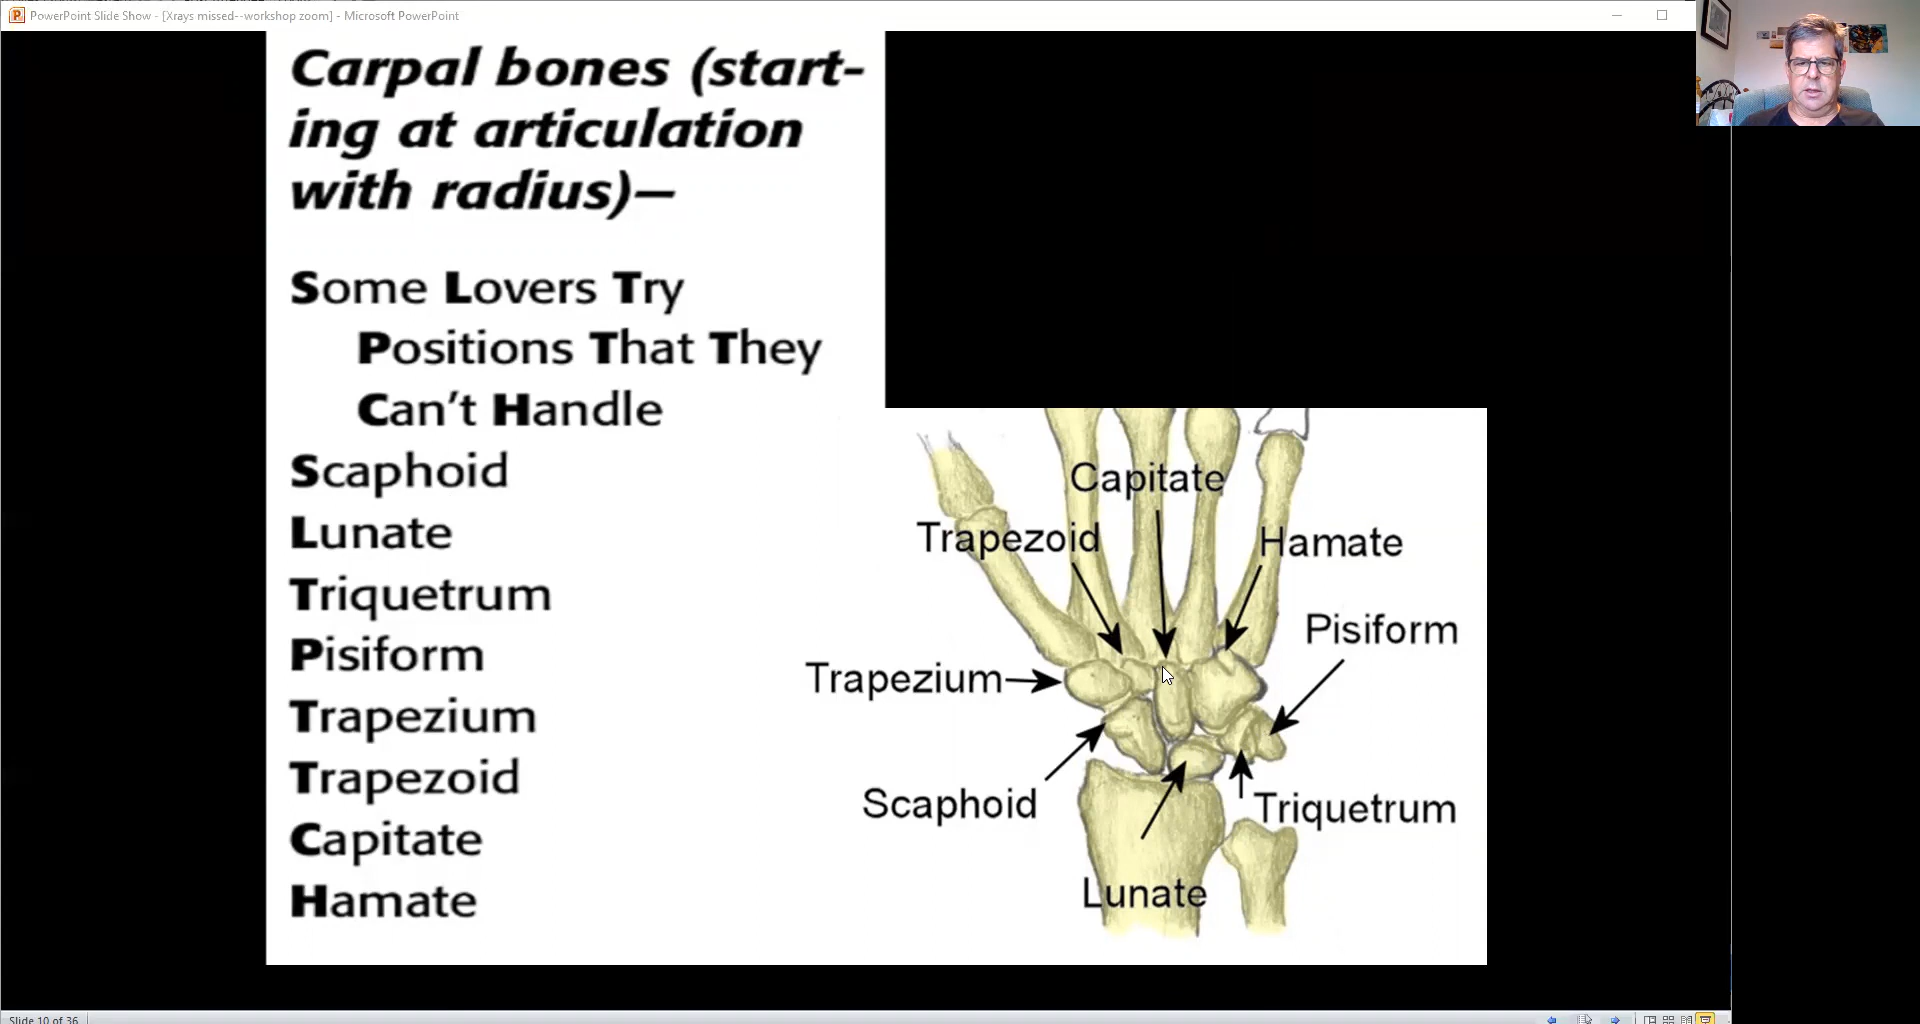 PowerPoint Slide Show - [Xrays missed--workshop zoom] - Microsoft PowerPoint
Carpal bones (start-
ing at articulation
with radius)—
Some Lovers Try
Positions That They
Can't Handle
Scaphoid
Lunate
Triquetrum
Pisiform
Trapezium
Trapezoid
Capitate
Hamate
Capitate
Trapezoid
Hamate
Pisiform
Trapezium
Scaphoid
Triquetrum
Lunate
Slide 10 of 36